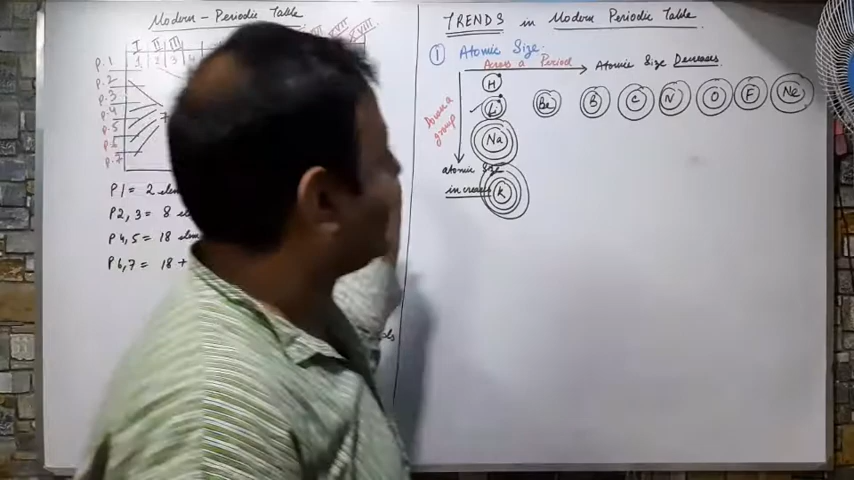 Modern - Periodic Table
I II III
1 2 3
XVIII
P. 1
P. 2
P. 3
P. 4
P. 5
P. 6
P. 7
P1 = 2
P2, 3 = 8
P4, 5 = 18
P6, 7 = 18 +
TRENDS in Modern Periodic Table
① Atomic Size
Across a Period
Atomic Size Decreases
Down a group
H
Li Be B C N O F Ne
Na
K
atomic size
increases